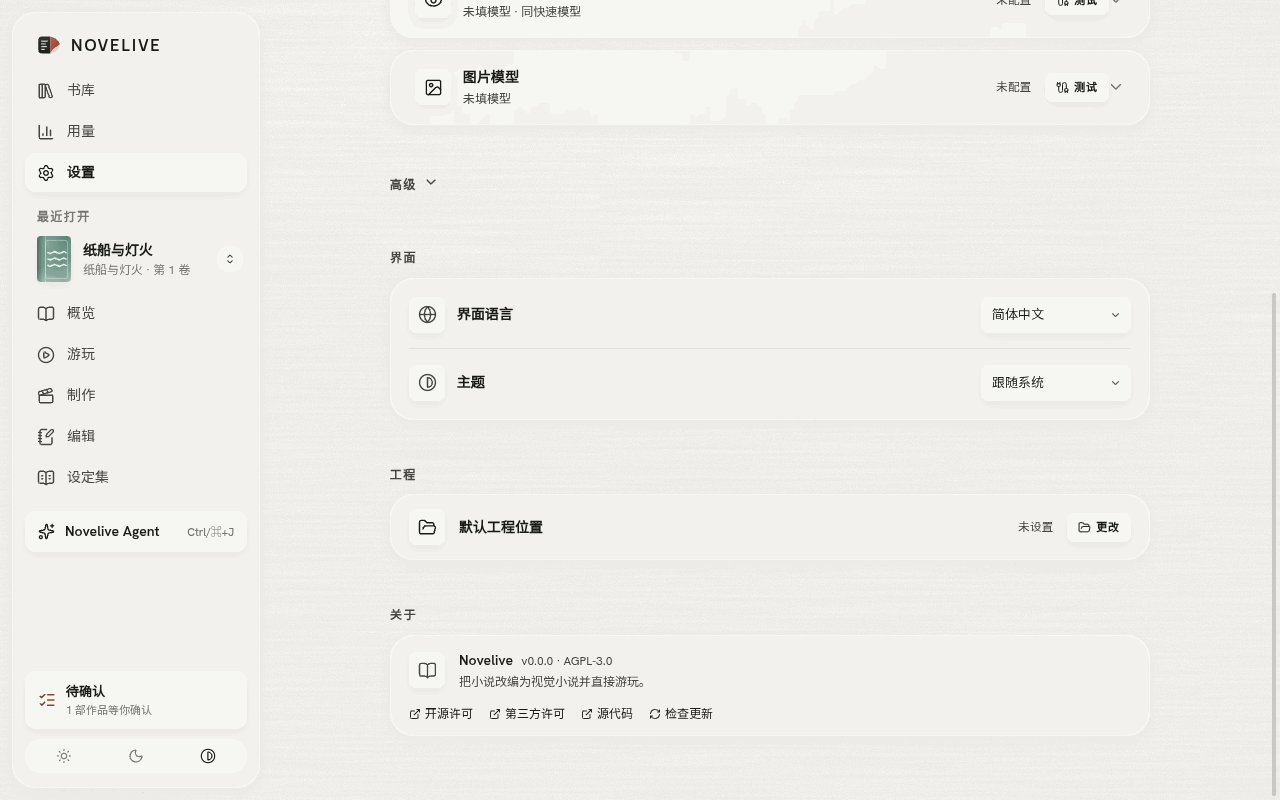 NOVELIVE
书库
用量
设置
最近打开
纸船与灯火
纸船与灯火 · 第 1 卷
概览
游玩
制作
编辑
设定集
Novelive Agent Ctrl/⌘+J
待确认
1 部作品等你确认
未填模型 · 同快速模型
未配置 测试
图片模型
未填模型
未配置 测试
高级
界面
界面语言 简体中文
主题 跟随系统
工程
默认工程位置 未设置 更改
关于
Novelive v0.0.0 · AGPL-3.0
把小说改编为视觉小说并直接游玩。
开源许可 第三方许可 源代码 检查更新